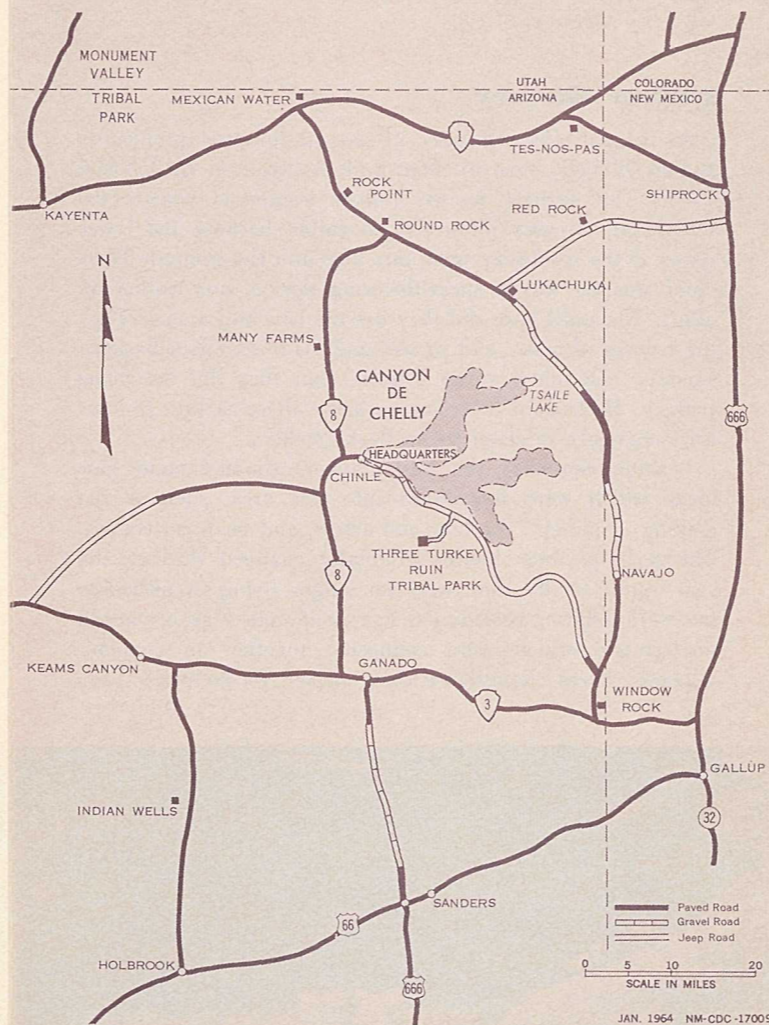 MONUMENT
VALLEY
TRIBAL
PARK
MEXICAN WATER
UTAH
ARIZONA
COLORADO
NEW MEXICO
1
TES-NOS-PAS
ROCK
POINT
SHIPROCK
KAYENTA
RED ROCK
ROUND ROCK
N
LUKACHUKAI
MANY FARMS
CANYON
DE
CHELLY
TSAILE
LAKE
8
666
HEADQUARTERS
CHINLE
THREE TURKEY
RUIN
TRIBAL PARK
8
NAVAJO
KEAMS CANYON
GANADO
3
WINDOW
ROCK
GALLUP
INDIAN WELLS
32
SANDERS
66
HOLBROOK
666
Paved Road
Gravel Road
Jeep Road
0 5 10 20
SCALE IN MILES
JAN. 1964 NM-CDC-17009